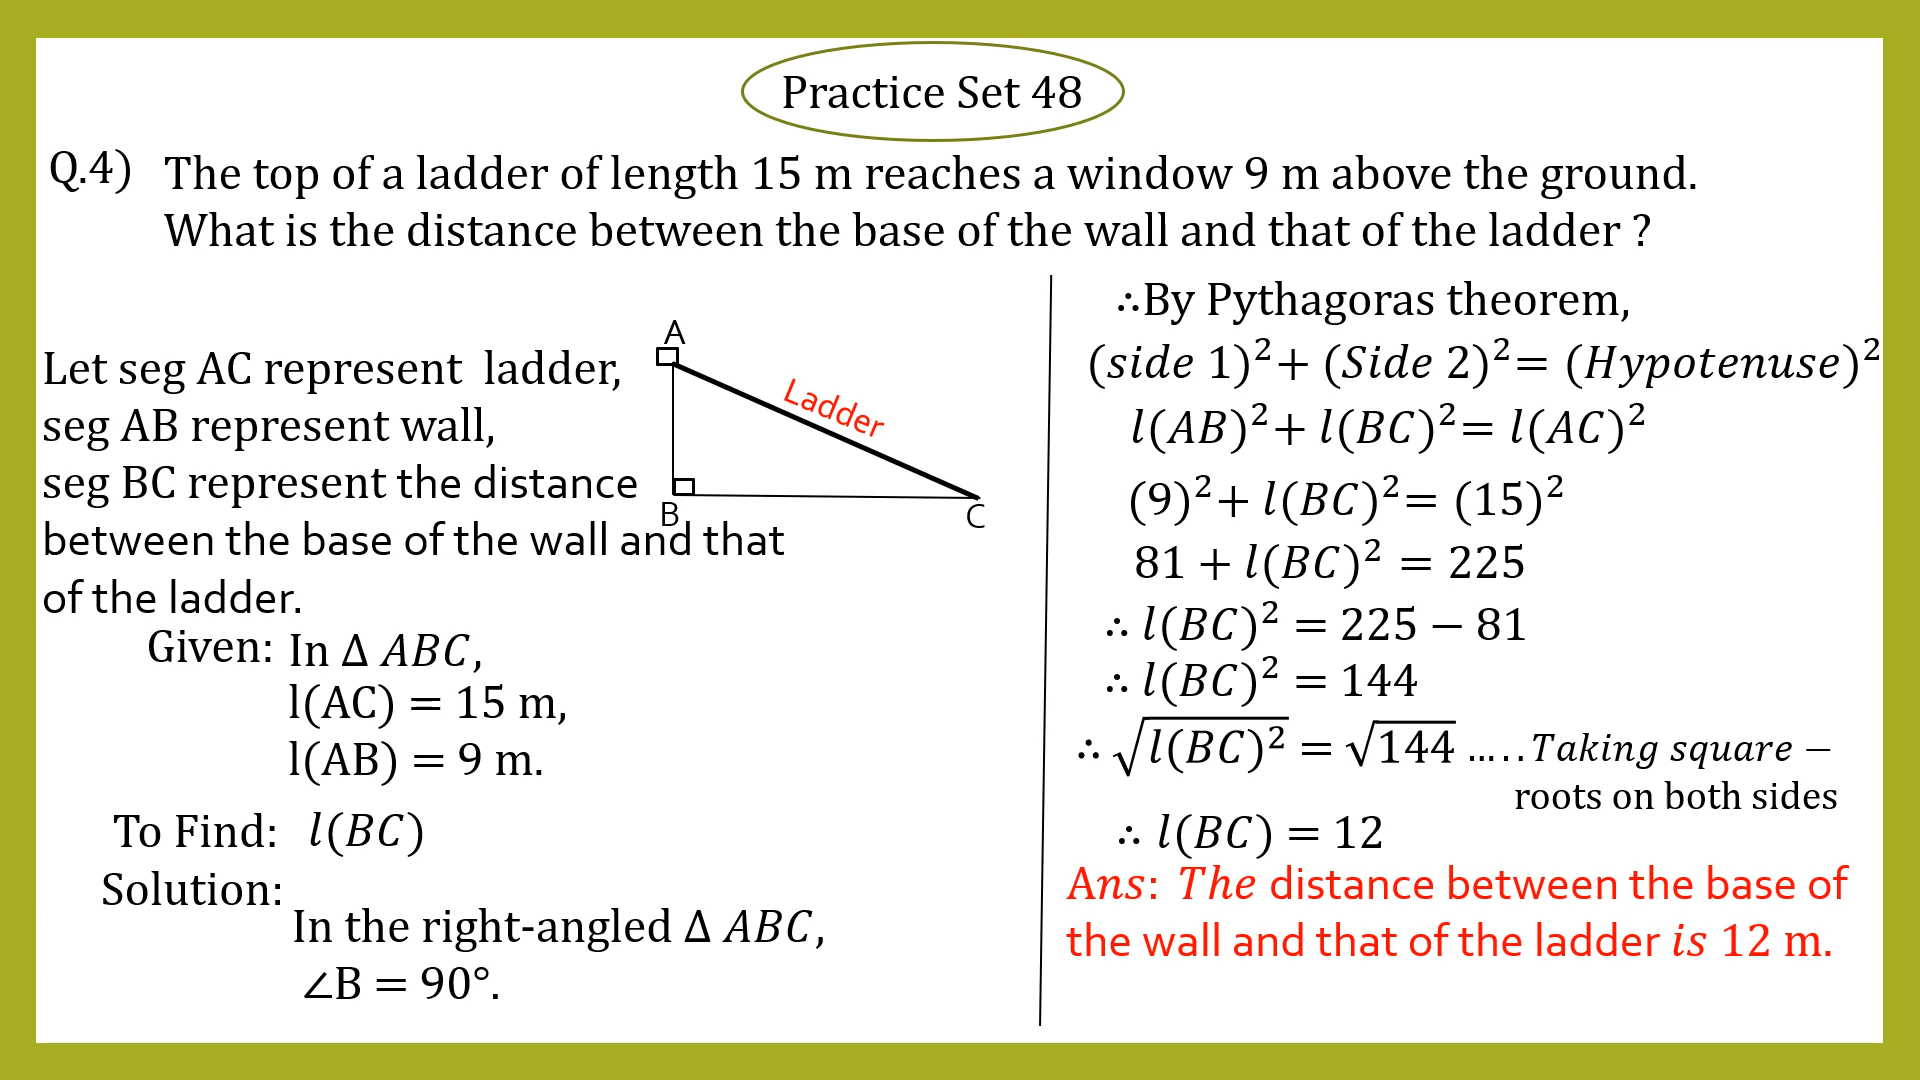 Practice Set 48
Q.4) The top of a ladder of length 15 m reaches a window 9 m above the ground.
What is the distance between the base of the wall and that of the ladder ?
Let seg AC represent ladder,
seg AB represent wall,
seg BC represent the distance
between the base of the wall and that
of the ladder.
A
Ladder
B
C
Given: In Δ ABC,
l(AC) = 15 m,
l(AB) = 9 m.
To Find: l(BC)
Solution:
In the right-angled Δ ABC,
∠B = 90°.
∴By Pythagoras theorem,
(side 1)²+ (Side 2)²= (Hypotenuse)²
l(AB)²+ l(BC)²= l(AC)²
(9)²+ l(BC)²= (15)²
81 + l(BC)² = 225
∴ l(BC)² = 225 − 81
∴ l(BC)² = 144
∴ √l(BC)² = √144 .....Taking square −
roots on both sides
∴ l(BC) = 12
Ans: The distance between the base of
the wall and that of the ladder is 12 m.